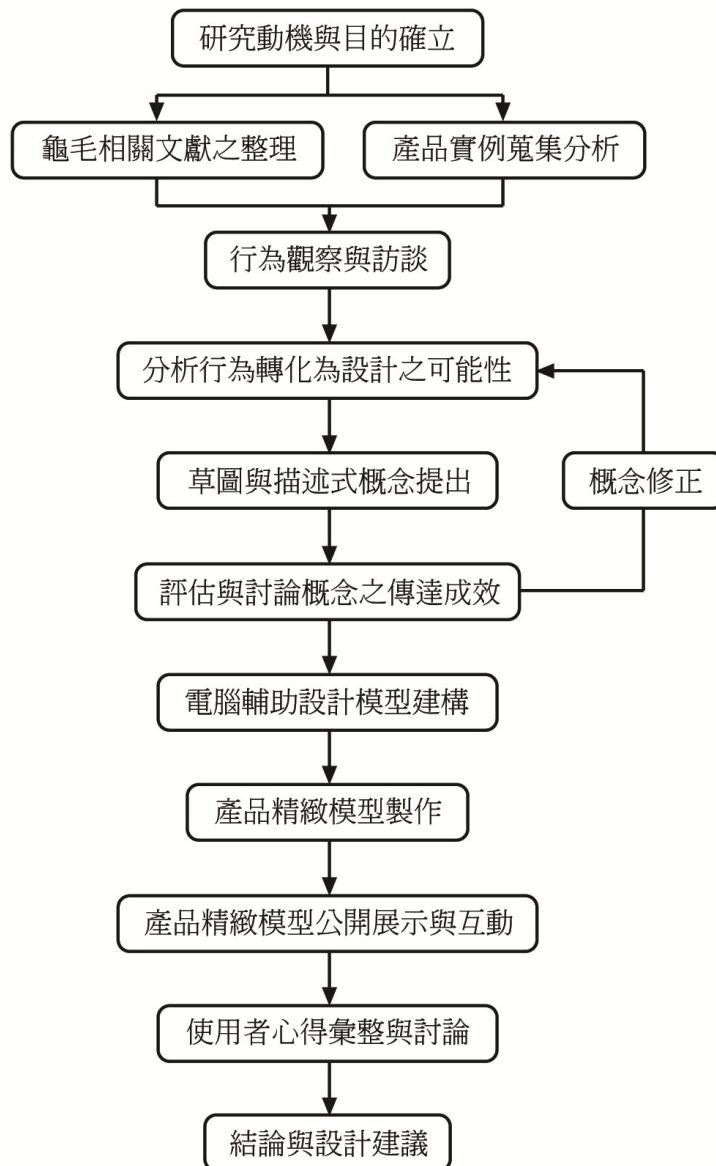 研究動機與目的確立
龜毛相關文獻之整理
產品實例蒐集分析
行為觀察與訪談
分析行為轉化為設計之可能性
草圖與描述式概念提出
概念修正
評估與討論概念之傳達成效
電腦輔助設計模型建構
產品精緻模型製作
產品精緻模型公開展示與互動
使用者心得彙整與討論
結論與設計建議